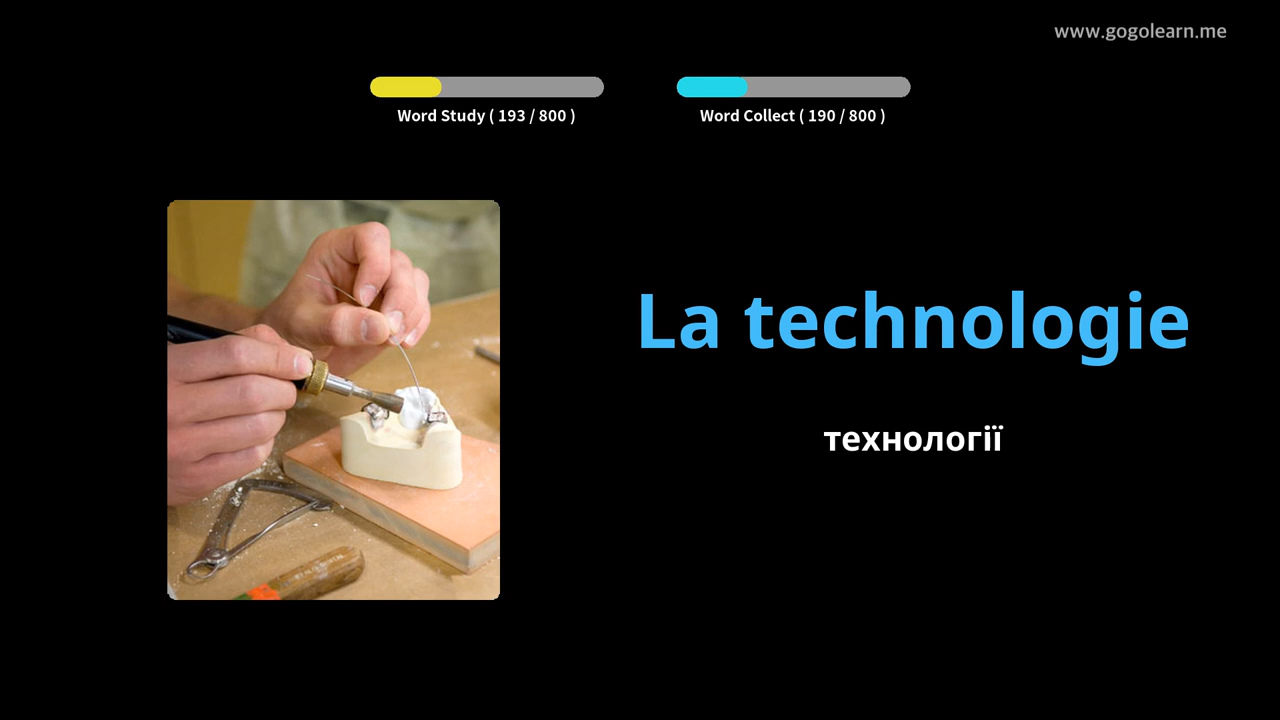 www.gogolearn.me
Word Study ( 193 / 800 )
Word Collect ( 190 / 800 )
La technologie
технології